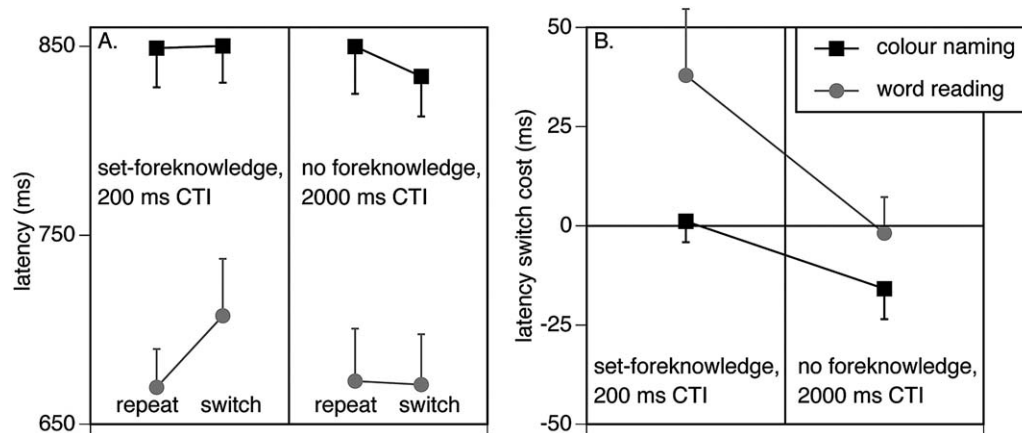 A.
850
750
650
latency (ms)
set-foreknowledge,
200 ms CTI
no foreknowledge,
2000 ms CTI
repeat
switch
repeat
switch
B.
50
25
0
-25
-50
latency switch cost (ms)
colour naming
word reading
set-foreknowledge,
200 ms CTI
no foreknowledge,
2000 ms CTI